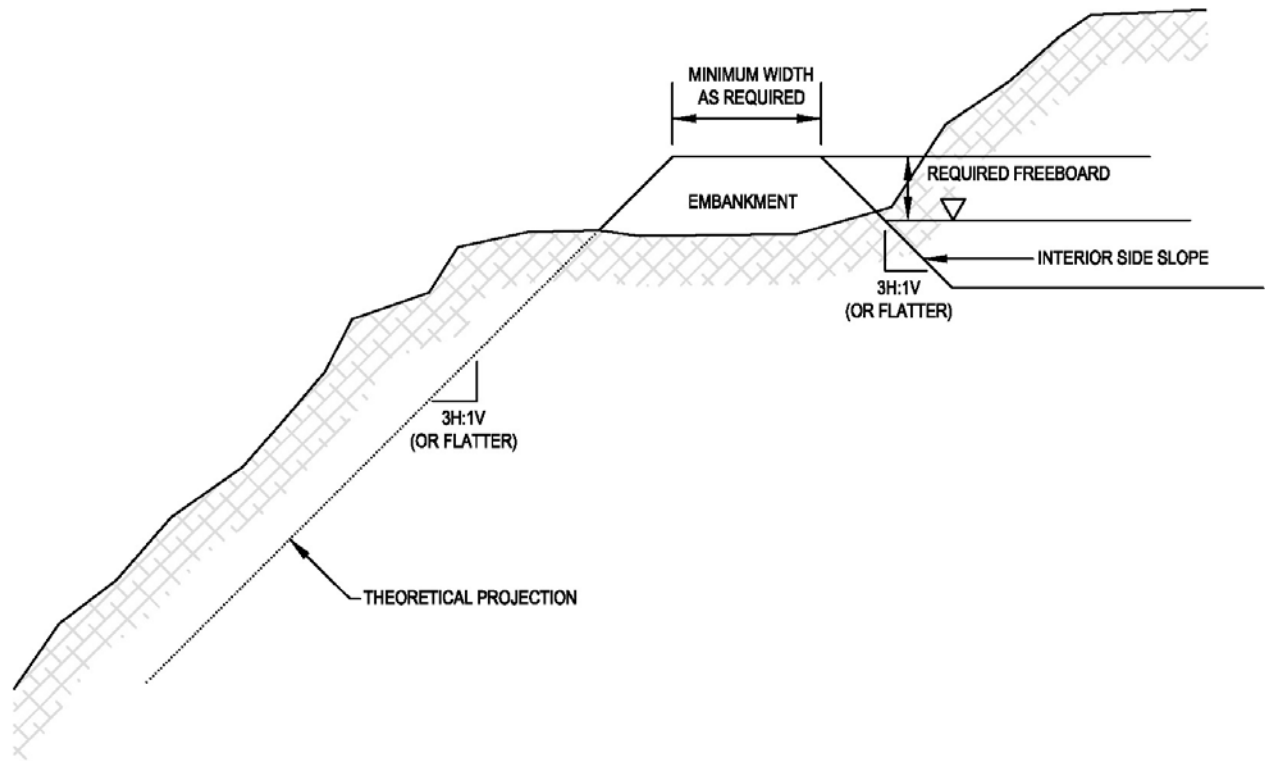 MINIMUM WIDTH
AS REQUIRED
REQUIRED FREEBOARD
EMBANKMENT
INTERIOR SIDE SLOPE
3H:1V
(OR FLATTER)
3H:1V
(OR FLATTER)
THEORETICAL PROJECTION